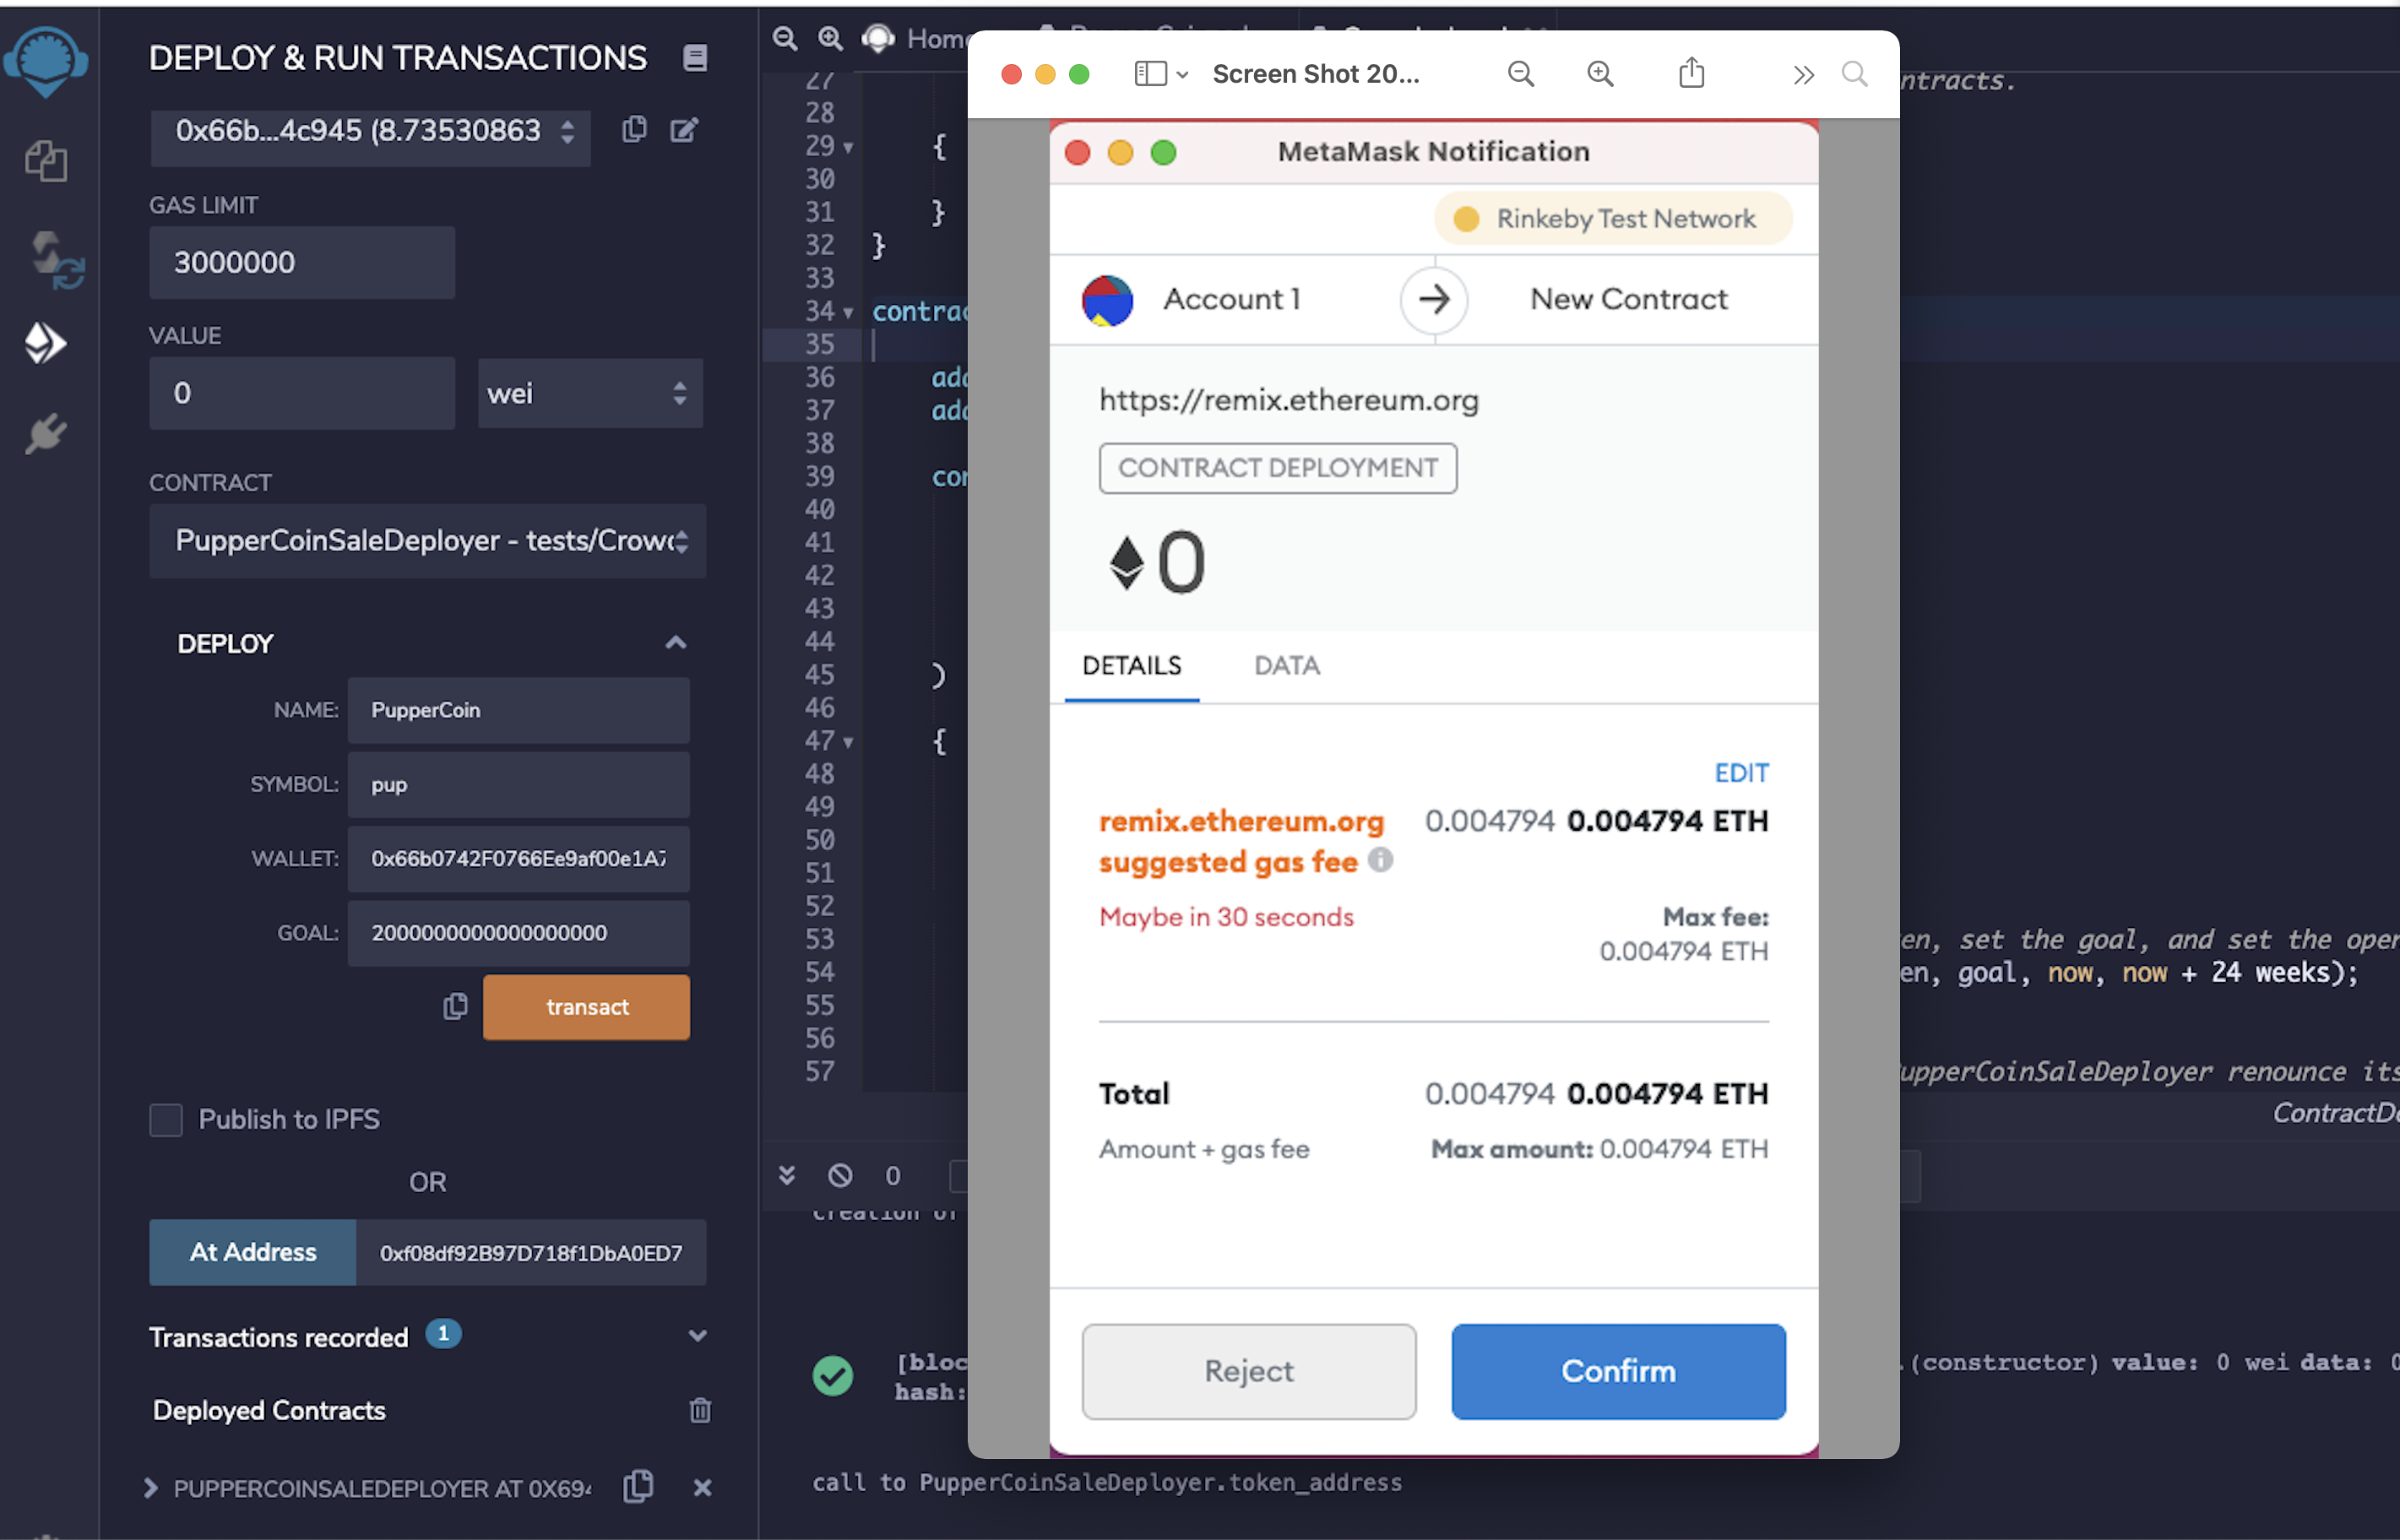 DEPLOY & RUN TRANSACTIONS
0x66b...4c945 (8.73530863
GAS LIMIT
3000000
VALUE
0
wei
CONTRACT
PupperCoinSaleDeployer - tests/Crowd
DEPLOY
NAME:
PupperCoin
SYMBOL:
pup
WALLET:
0x66b0742F0766Ee9af00e1A7
GOAL:
transact
Publish to IPFS
OR
At Address
0xf08df92B97D718f1DbA0ED7
Transactions recorded 1
Deployed Contracts
PUPPERCOINSALEDEPLOYER AT 0X694
Home
27
28
29 {
30
31 }
32 }
33
34 contrac
35
36 add
37 add
38
39 con
40
41
42
43
44
45 )
46
47 {
48
49
50
51
52
53
54
55
56
57
ntracts.
en, set the goal, and set the oper
en, goal, now, now + 24 weeks);
upperCoinSaleDeployer renounce its
ContractDe
0
creation of
[bloc
hash:
.(constructor) value: 0 wei data: 0
call to PupperCoinSaleDeployer.token_address
Screen Shot 20...
MetaMask Notification
Rinkeby Test Network
Account 1
New Contract
https://remix.ethereum.org
CONTRACT DEPLOYMENT
0
DETAILS
DATA
EDIT
remix.ethereum.org
suggested gas fee
0.004794 0.004794 ETH
Maybe in 30 seconds
Max fee:
0.004794 ETH
Total
0.004794 0.004794 ETH
Amount + gas fee
Max amount: 0.004794 ETH
Reject
Confirm